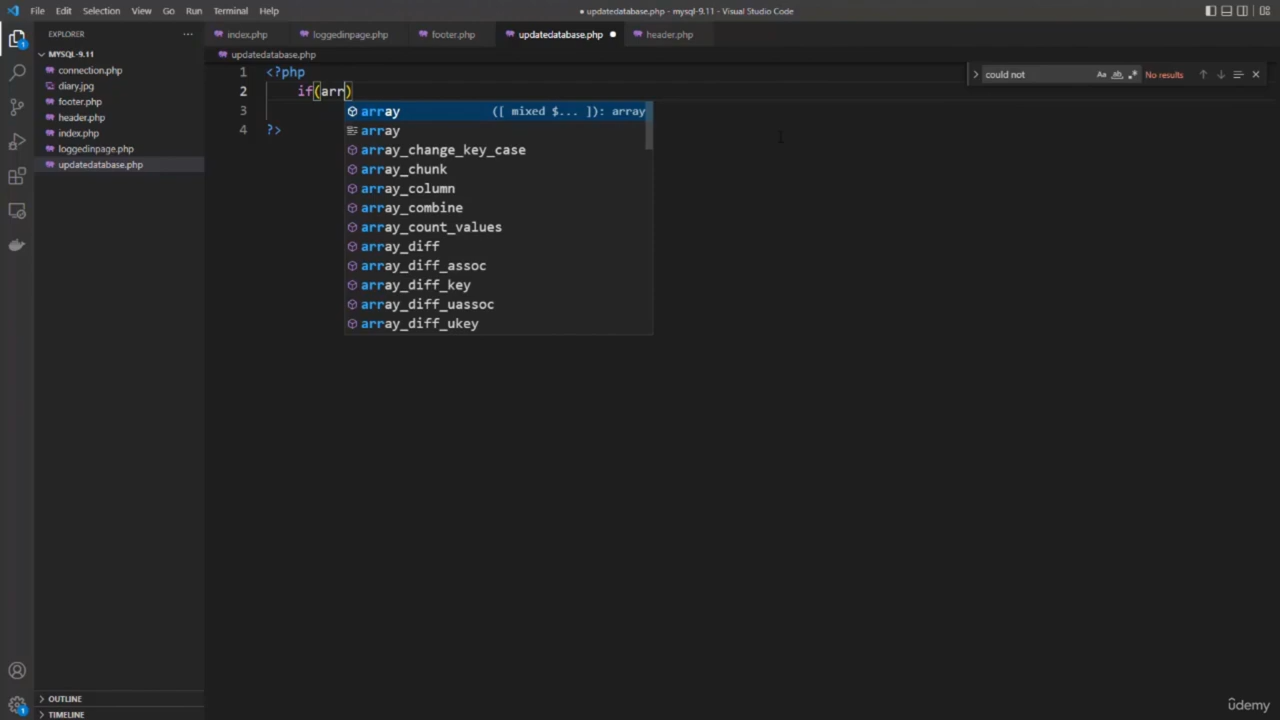 File Edit Selection View Go Run Terminal Help
● updatedatabase.php - mysql-9.11 - Visual Studio Code
EXPLORER ...
index.php loggedinpage.php footer.php updatedatabase.php ● header.php
MYSQL-9.11
updatedatabase.php
connection.php
diary.jpg
footer.php
header.php
index.php
loggedinpage.php
updatedatabase.php
1 <?php
2 if(arr)
3
4 ?>
could not Aa ab .* No results
array ([ mixed $... ]): array
array
array_change_key_case
array_chunk
array_column
array_combine
array_count_values
array_diff
array_diff_assoc
array_diff_key
array_diff_uassoc
array_diff_ukey
1
1
OUTLINE
TIMELINE
ûdemy